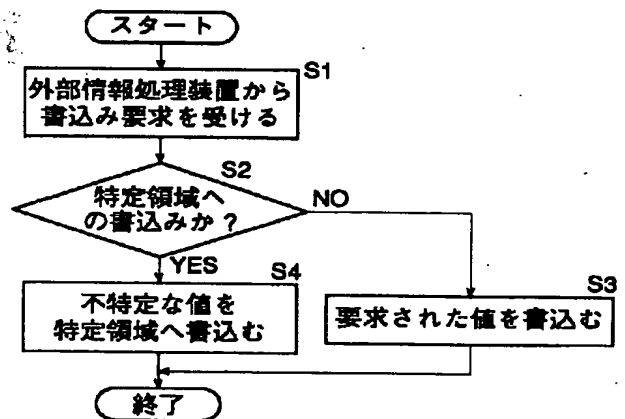 スタート
S1
外部情報処理装置から
書込み要求を受ける
S2
特定領域へ
の書込みか？
NO
YES
S4
不特定な値を
特定領域へ書込む
S3
要求された値を書込む
終了